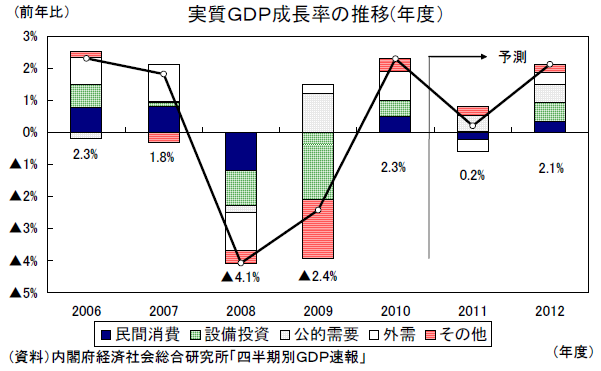 実質GDP成長率の推移(年度)
(前年比)
3%
2%
1%
0%
▲1%
▲2%
▲3%
▲4%
▲5%
予測
2.3%
1.8%
▲4.1%
▲2.4%
2.3%
0.2%
2.1%
2006 2007 2008 2009 2010 2011 2012
民間消費 設備投資 公的需要 外需 その他
(年度)
(資料)内閣府経済社会総合研究所「四半期別GDP速報」